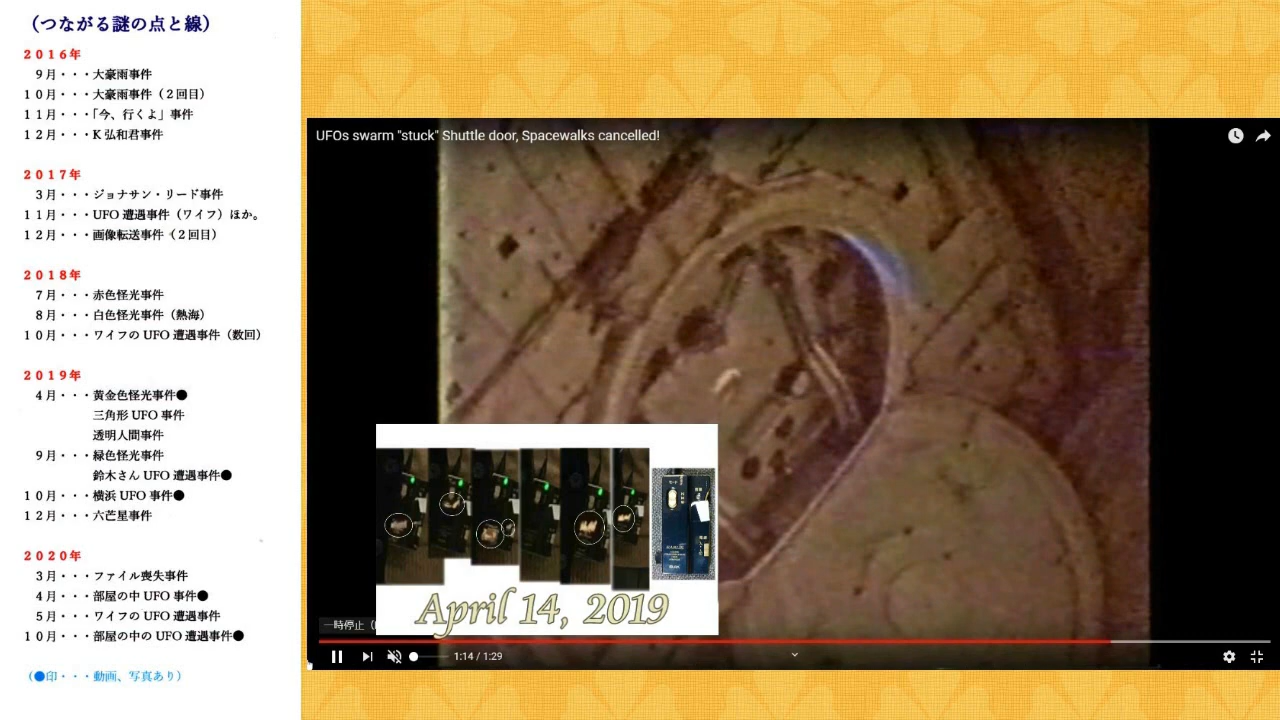 （つながる謎の点と線）
２０１６年
９月・・・大豪雨事件
１０月・・・大豪雨事件（２回目）
１１月・・・「今、行くよ」事件
１２月・・・K 弘和君事件
２０１７年
３月・・・ジョナサン・リード事件
１１月・・・UFO 遭遇事件（ワイフ）ほか。
１２月・・・画像転送事件（２回目）
２０１８年
７月・・・赤色怪光事件
８月・・・白色怪光事件（熱海）
１０月・・・ワイフの UFO 遭遇事件（数回）
２０１９年
４月・・・黄金色怪光事件●
三角形 UFO 事件
透明人間事件
９月・・・緑色怪光事件
鈴木さん UFO 遭遇事件●
１０月・・・横浜 UFO 事件●
１２月・・・六芒星事件
２０２０年
３月・・・ファイル喪失事件
４月・・・部屋の中 UFO 事件●
５月・・・ワイフの UFO 遭遇事件
１０月・・・部屋の中の UFO 遭遇事件●
（●印・・・動画、写真あり）
UFOs swarm "stuck" Shuttle door, Spacewalks cancelled!
April 14, 2019
一時停止（
1:14 / 1:29